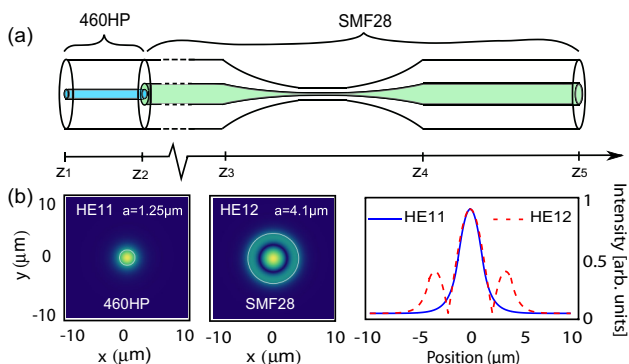 460HP SMF28
(a)
z1 z2 z3 z4 z5
(b)
HE11 a=1.25μm
460HP
10
0
-10
y (μm)
-10 0 10
x (μm)
HE12 a=4.1μm
SMF28
-10 0 10
x (μm)
HE11 HE12
1
0.5
0
Intensity [arb. units]
-10 -5 0 5 10
Position (μm)